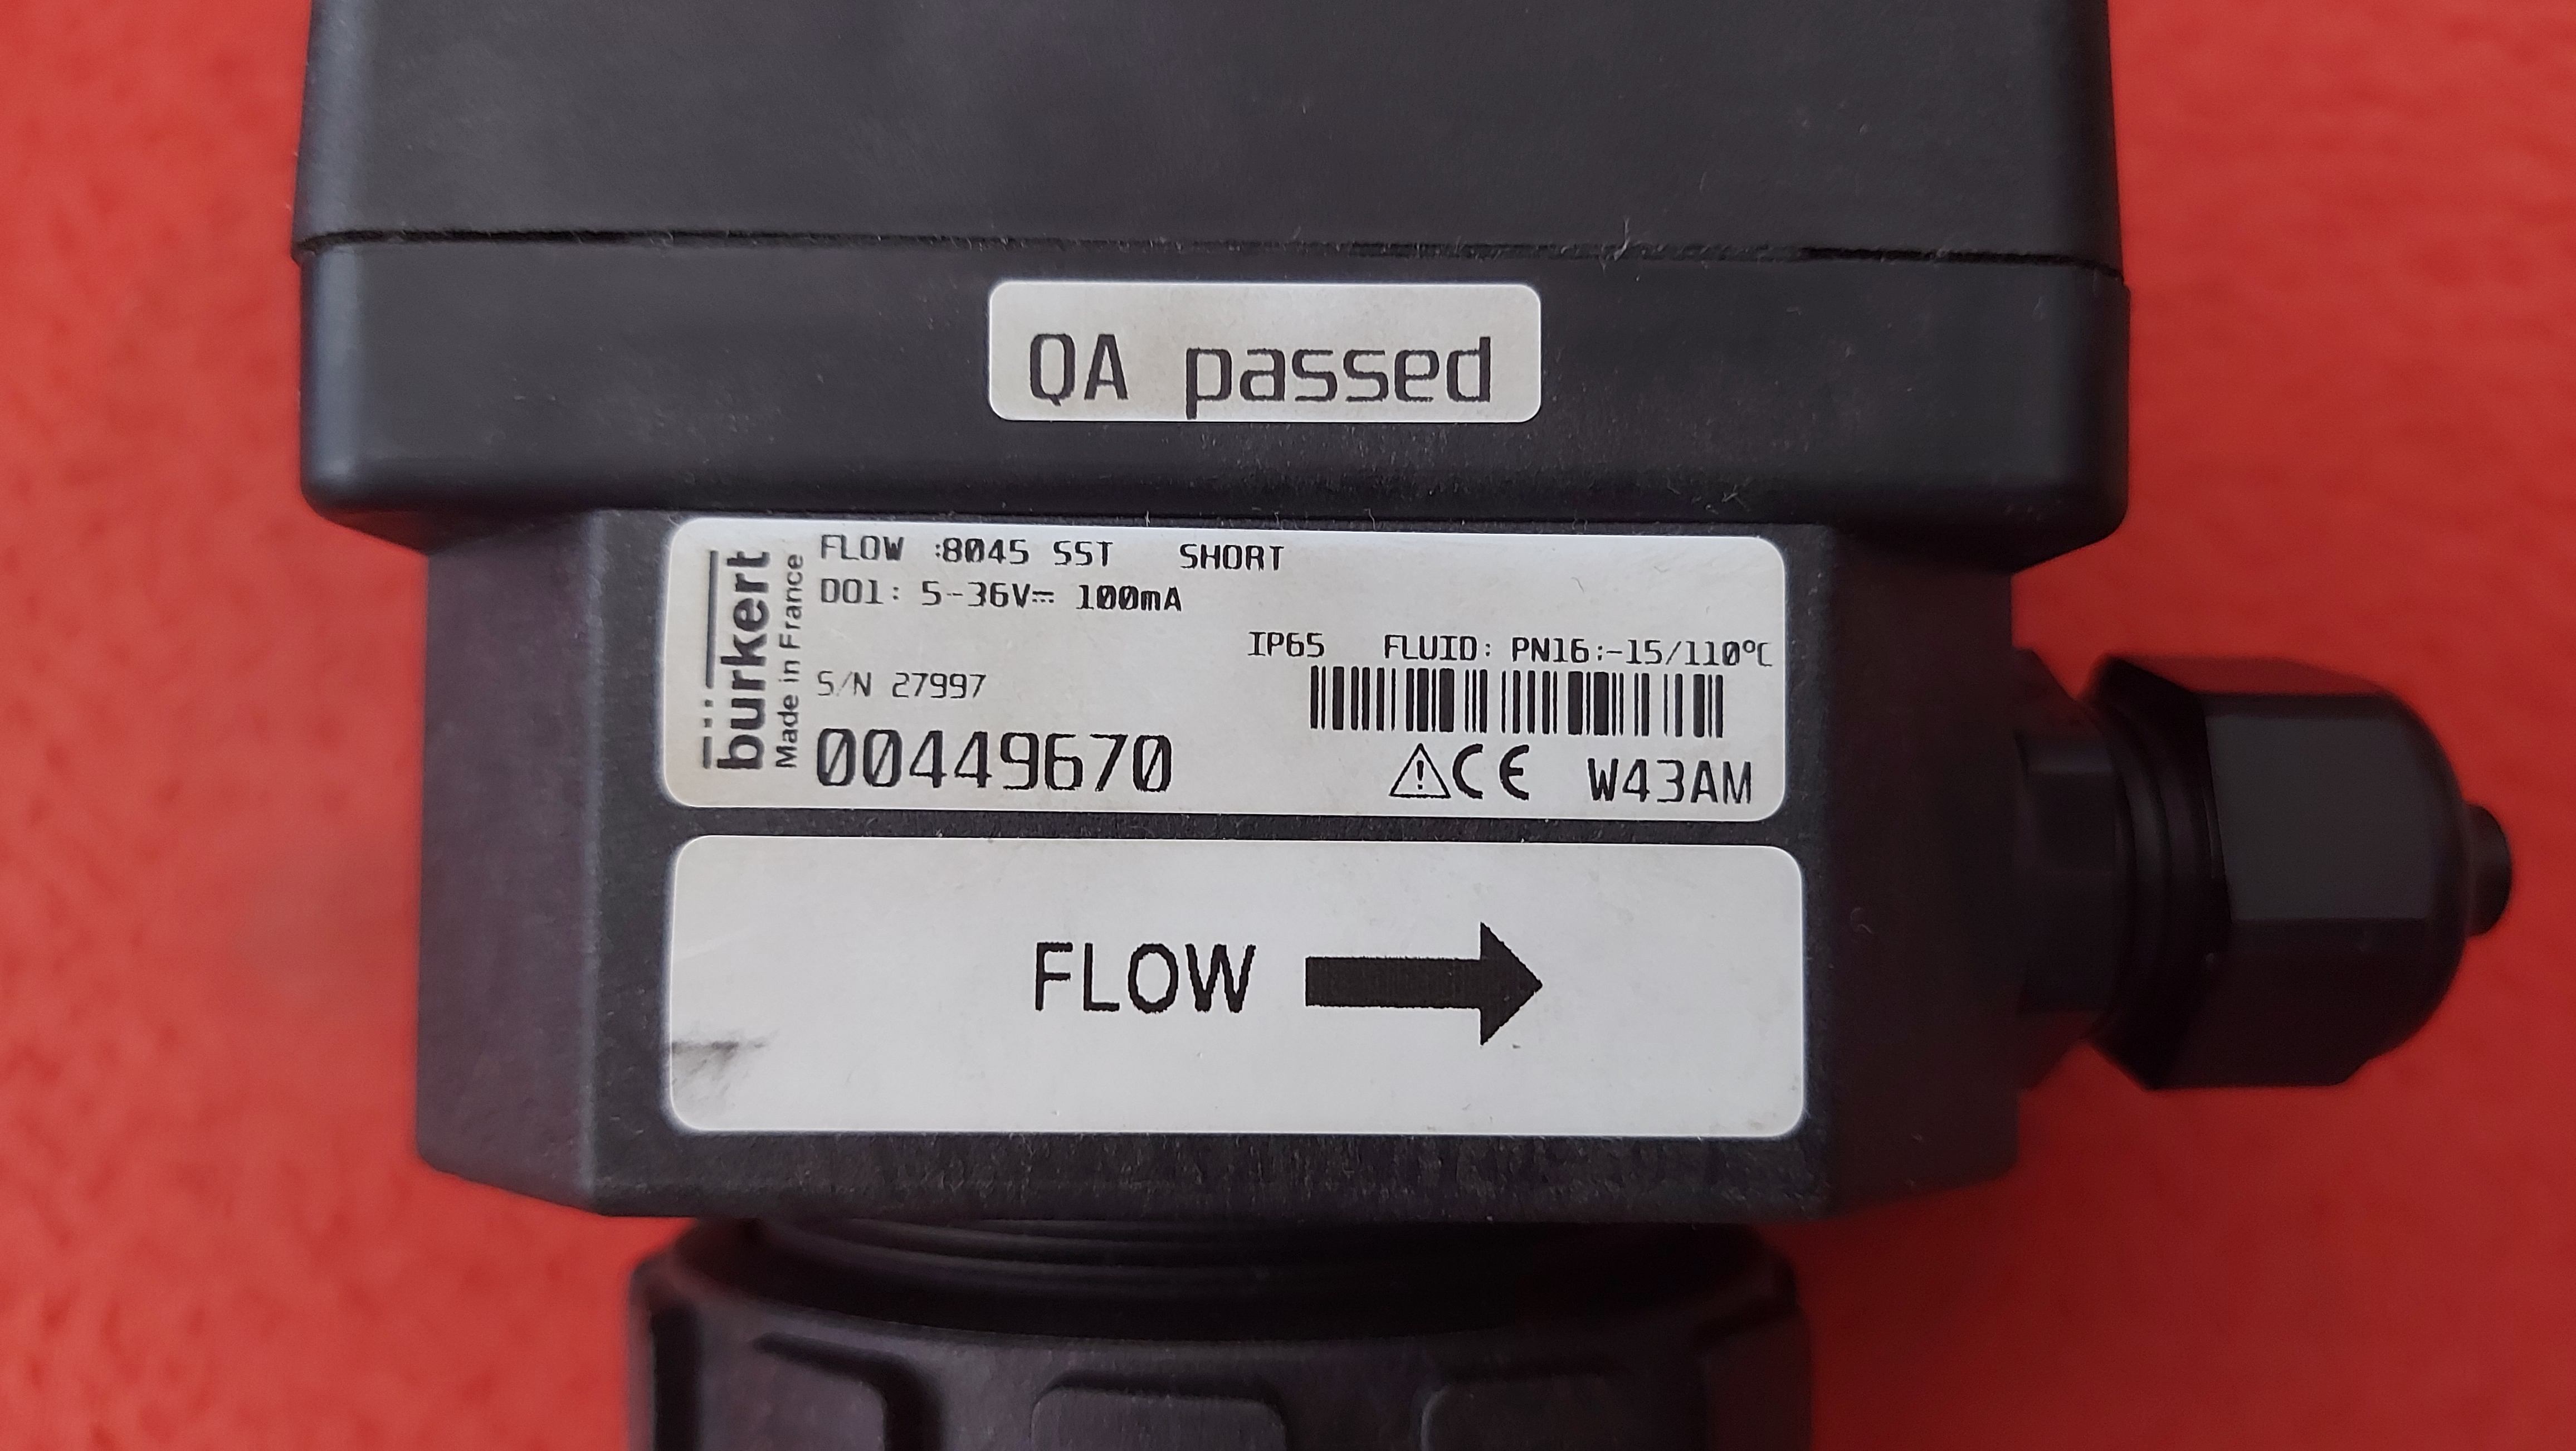 QA passed
bürkert
Made in France
FLOW :8045 SST SHORT
DO1: 5-36V⎓ 100mA
IP65 FLUID: PN16:-15/110°C
S/N 27997
00449670
CE W43AM
FLOW